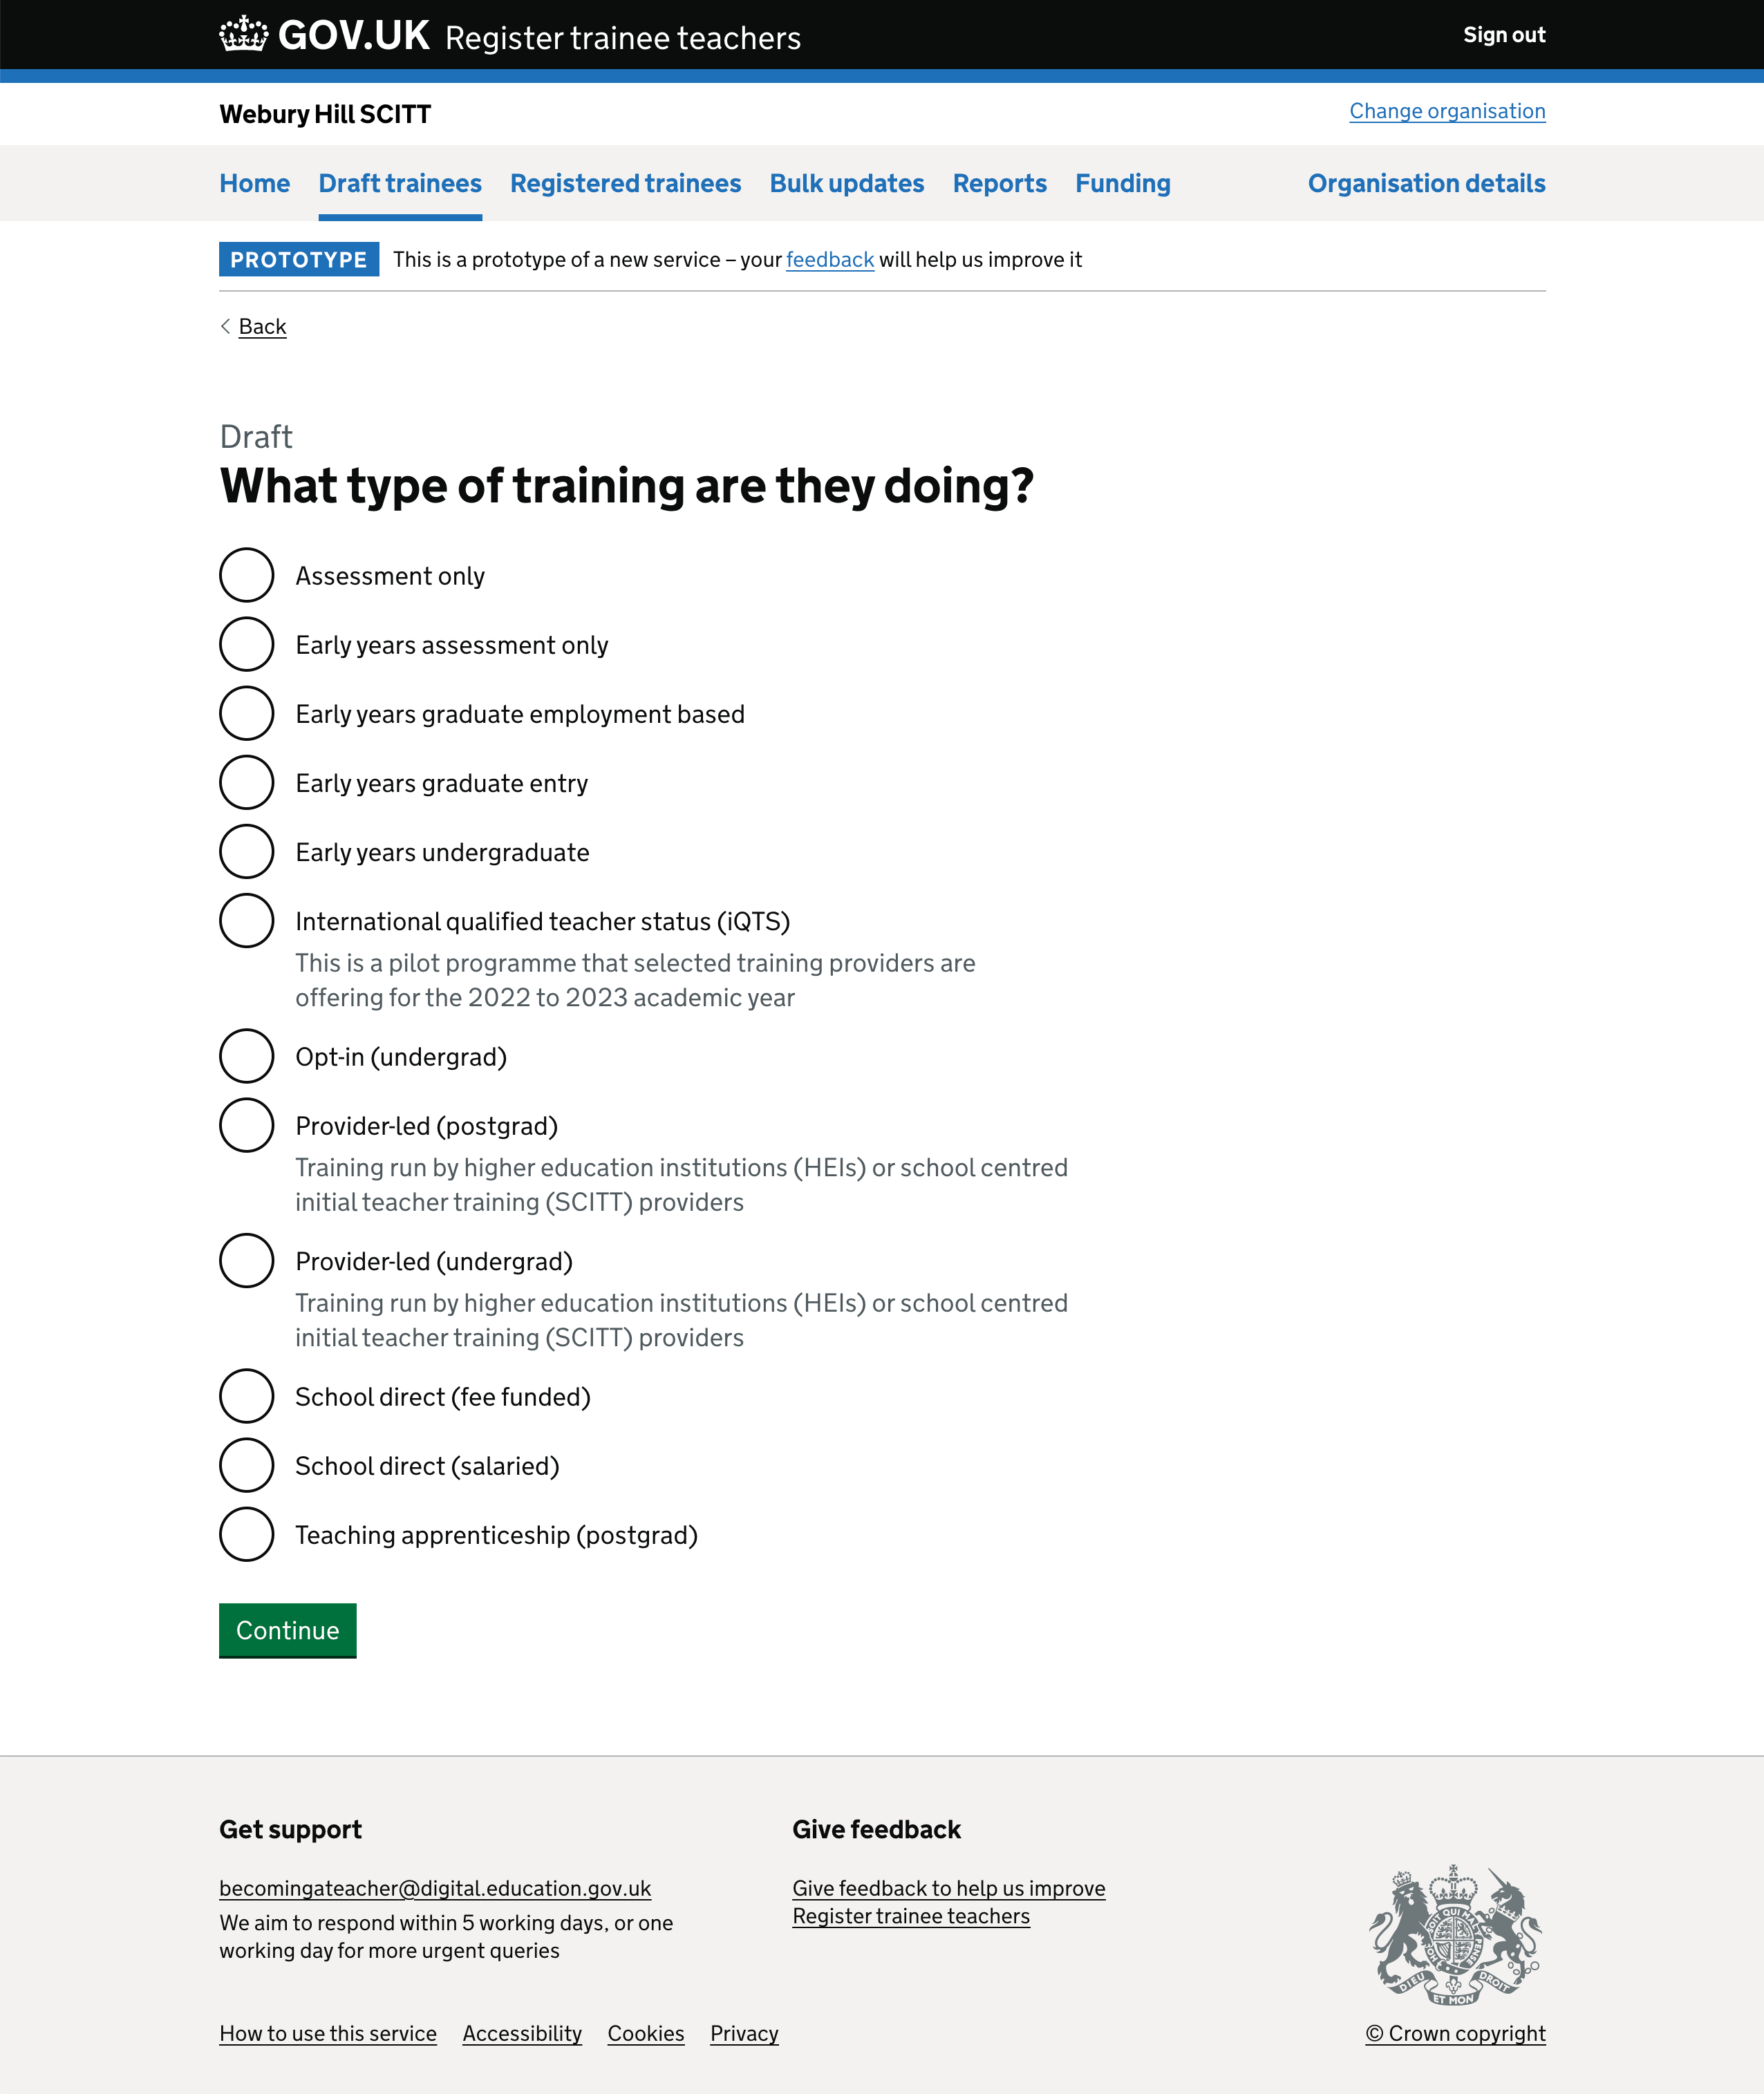 GOV.UK Register trainee teachers
Sign out
Webury Hill SCITT
Change organisation
Home
Draft trainees
Registered trainees
Bulk updates
Reports
Funding
Organisation details
PROTOTYPE This is a prototype of a new service – your feedback will help us improve it
Back
Draft
What type of training are they doing?
Assessment only
Early years assessment only
Early years graduate employment based
Early years graduate entry
Early years undergraduate
International qualified teacher status (iQTS)
This is a pilot programme that selected training providers are
offering for the 2022 to 2023 academic year
Opt-in (undergrad)
Provider-led (postgrad)
Training run by higher education institutions (HEIs) or school centred
initial teacher training (SCITT) providers
Provider-led (undergrad)
Training run by higher education institutions (HEIs) or school centred
initial teacher training (SCITT) providers
School direct (fee funded)
School direct (salaried)
Teaching apprenticeship (postgrad)
Continue
Get support
becomingateacher@digital.education.gov.uk
We aim to respond within 5 working days, or one
working day for more urgent queries
Give feedback
Give feedback to help us improve
Register trainee teachers
DIEU ET MON DROIT
How to use this service
Accessibility
Cookies
Privacy
© Crown copyright